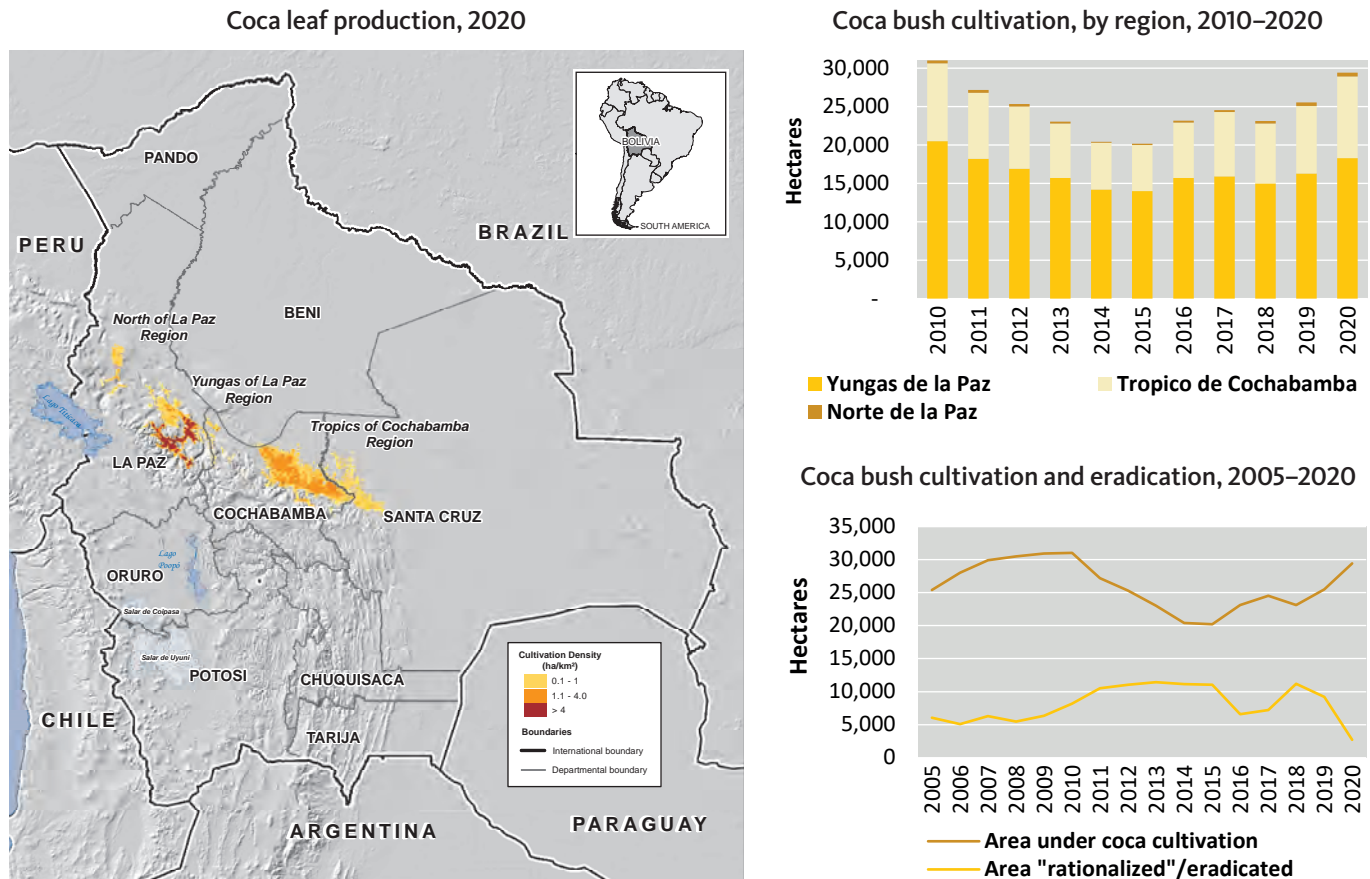 Coca leaf production, 2020
BOLIVIA
SOUTH AMERICA
PANDO
PERU
BRAZIL
BENI
North of La Paz
Region
Yungas of La Paz
Region
Lago Titicaca
Tropics of Cochabamba
Region
LA PAZ
COCHABAMBA
SANTA CRUZ
Lago
Poopó
ORURO
Salar de Coipasa
Salar de Uyuni
POTOSI
CHUQUISACA
CHILE
TARIJA
ARGENTINA
PARAGUAY
Cultivation Density
(ha/km²)
0.1 - 1
1.1 - 4.0
> 4
Boundaries
International boundary
Departmental boundary
Coca bush cultivation, by region, 2010–2020
Hectares
30,000
25,000
20,000
15,000
10,000
5,000
-
2010
2011
2012
2013
2014
2015
2016
2017
2018
2019
2020
Yungas de la Paz
Tropico de Cochabamba
Norte de la Paz
Coca bush cultivation and eradication, 2005–2020
Hectares
35,000
30,000
25,000
20,000
15,000
10,000
5,000
0
2005
2006
2007
2008
2009
2010
2011
2012
2013
2014
2015
2016
2017
2018
2019
2020
Area under coca cultivation
Area "rationalized"/eradicated